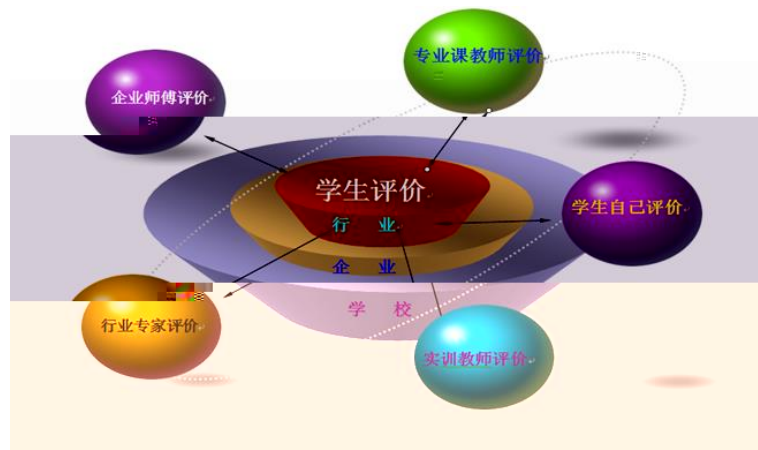 专业课教师评价
企业师傅评价
学生评价
学生自己评价
行 业
企 业
学 校
行业专家评价
实训教师评价